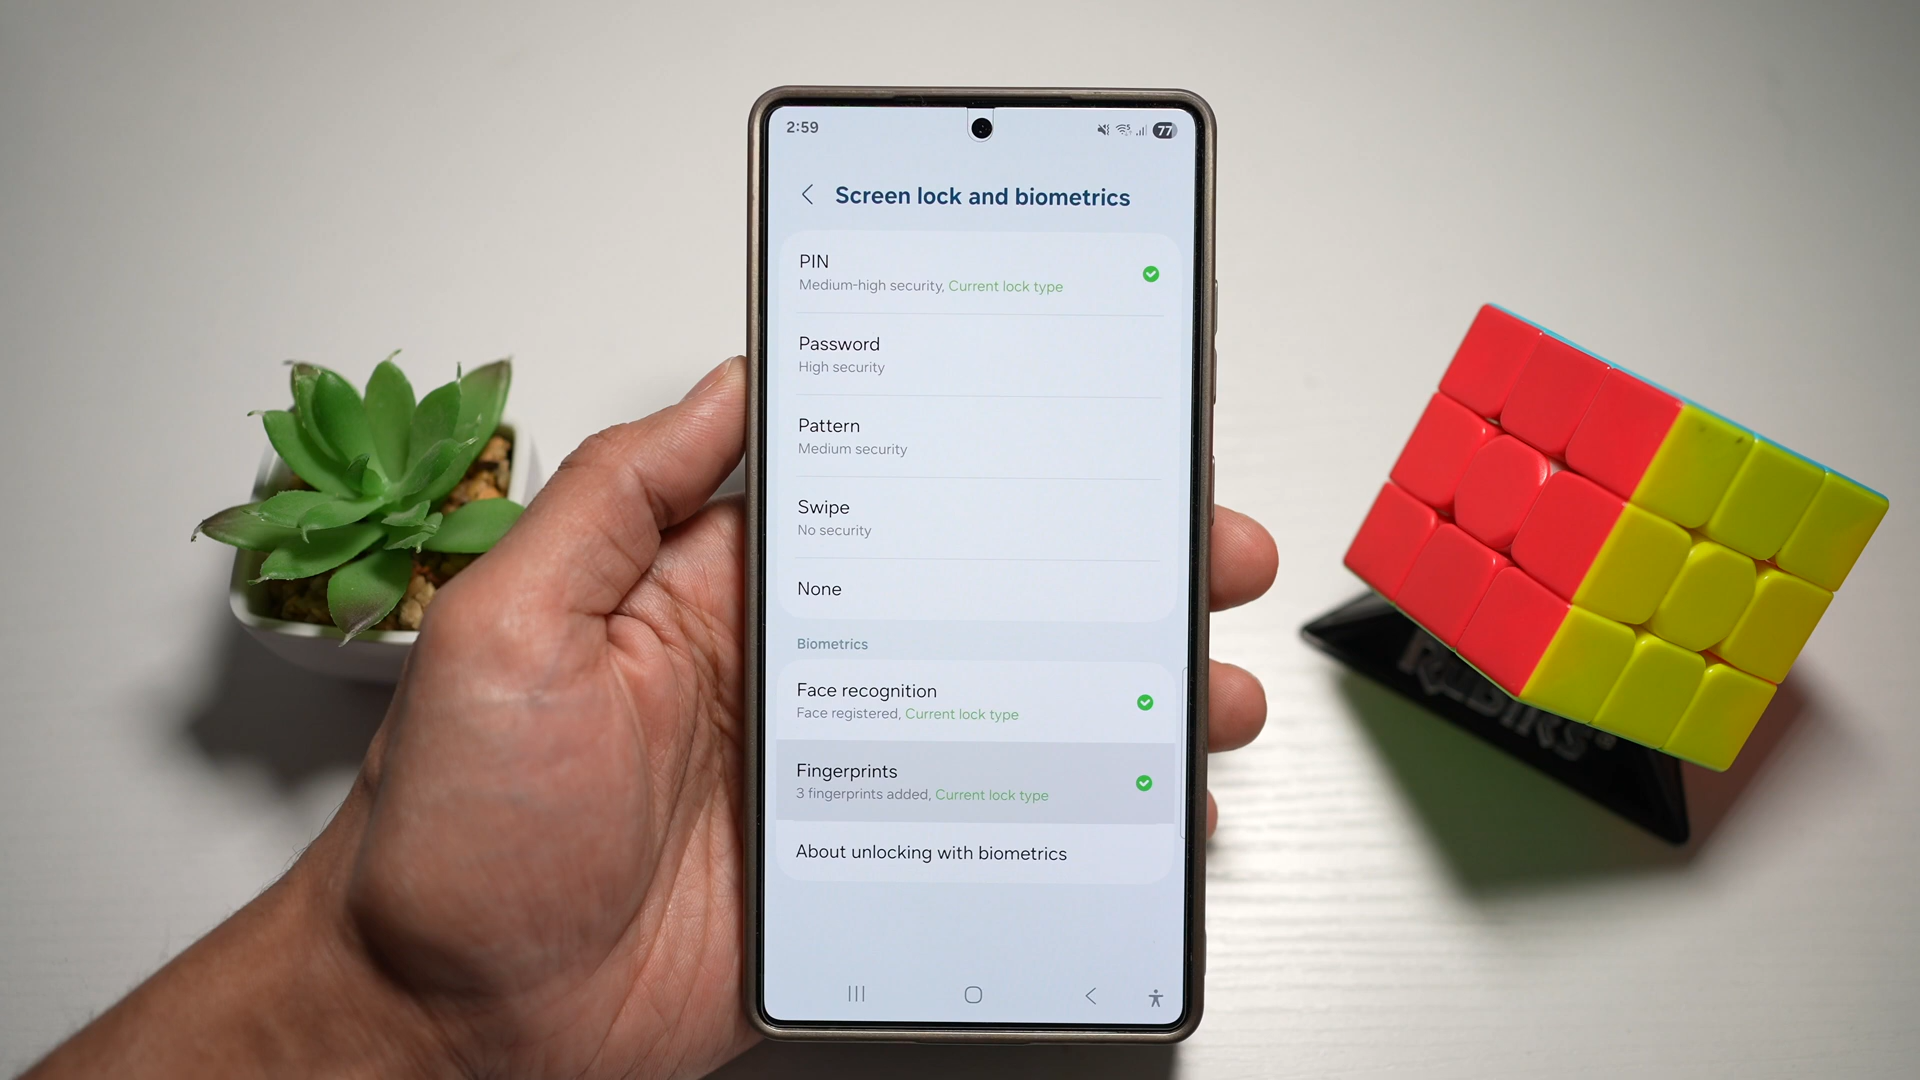 2:59
77
Screen lock and biometrics
PIN
Medium-high security, Current lock type
Password
High security
Pattern
Medium security
Swipe
No security
None
Biometrics
Face recognition
Face registered, Current lock type
Fingerprints
3 fingerprints added, Current lock type
About unlocking with biometrics
RUBIK'S®